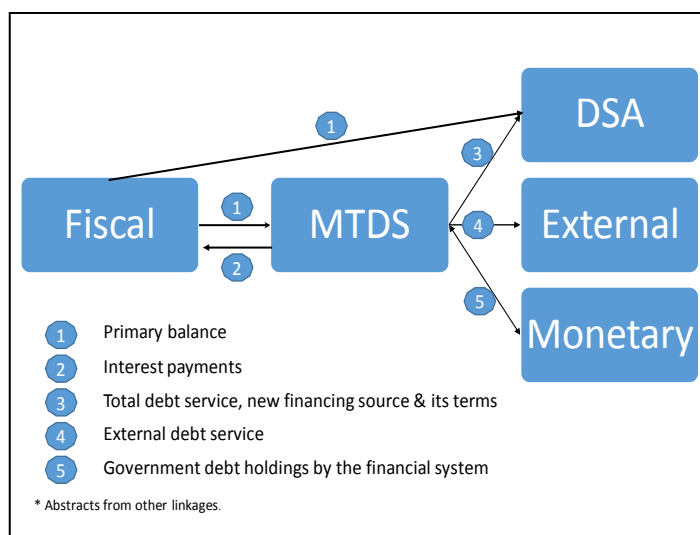 DSA
1
3
1
Fiscal
MTDS
4
External
2
5
Monetary
1 Primary balance
2 Interest payments
3 Total debt service, new financing source & its terms
4 External debt service
5 Government debt holdings by the financial system
* Abstracts from other linkages.